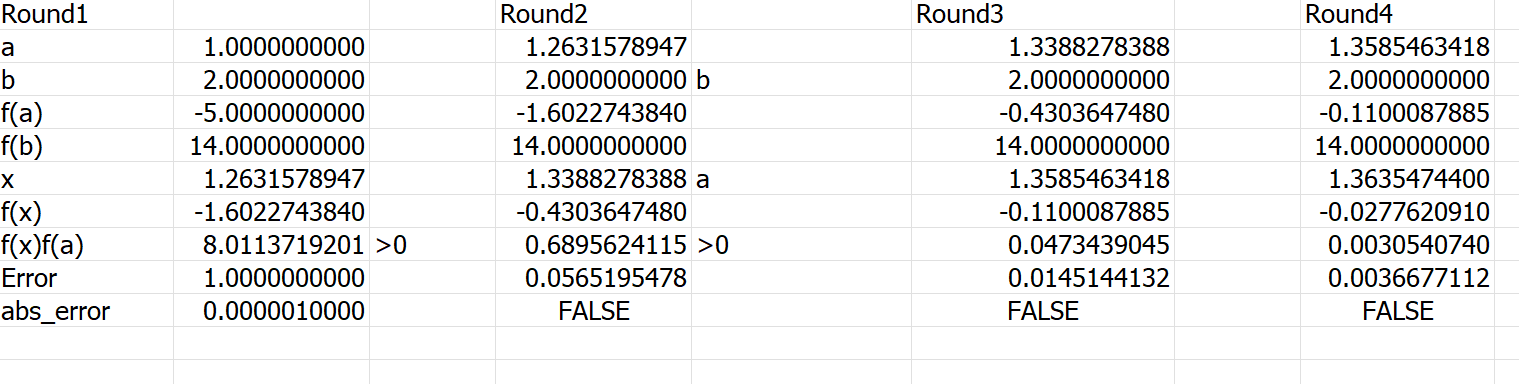 Round1 Round2 Round3 Round4
a 1.0000000000 1.2631578947 1.3388278388 1.3585463418
b 2.0000000000 2.0000000000 b 2.0000000000 2.0000000000
f(a) -5.0000000000 -1.6022743840 -0.4303647480 -0.1100087885
f(b) 14.0000000000 14.0000000000 14.0000000000 14.0000000000
x 1.2631578947 1.3388278388 a 1.3585463418 1.3635474400
f(x) -1.6022743840 -0.4303647480 -0.1100087885 -0.0277620910
f(x)f(a) 8.0113719201 >0 0.6895624115 >0 0.0473439045 0.0030540740
Error 1.0000000000 0.0565195478 0.0145144132 0.0036677112
abs_error 0.0000010000 FALSE FALSE FALSE